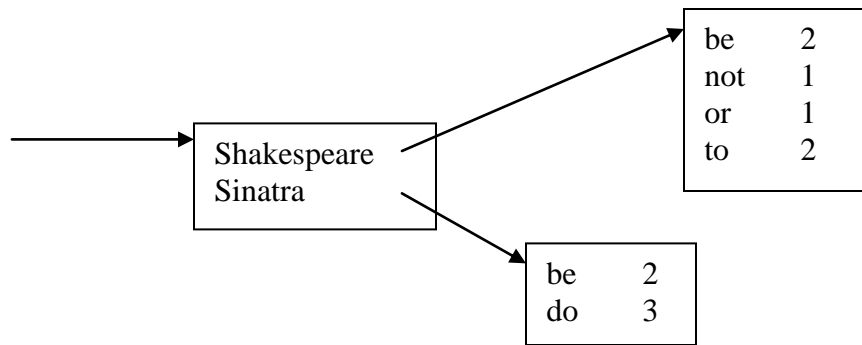 Shakespeare
Sinatra
be 2
not 1
or 1
to 2
be 2
do 3